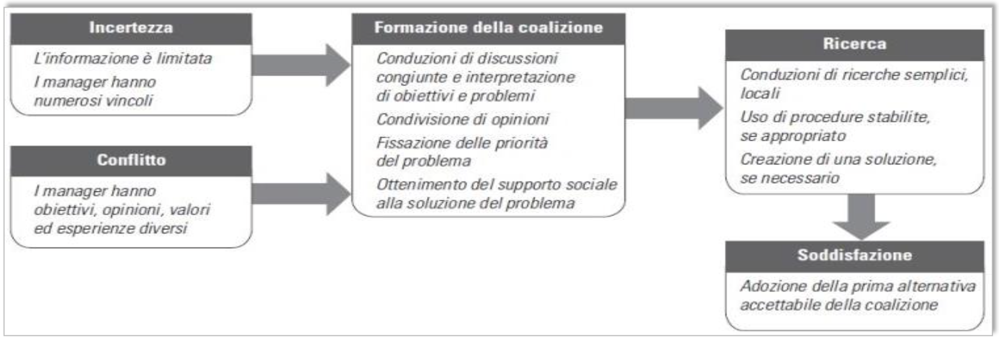 Incertezza
L'informazione è limitata
I manager hanno
numerosi vincoli
Conflitto
I manager hanno
obiettivi, opinioni, valori
ed esperienze diversi
Formazione della coalizione
Conduzioni di discussioni
congiunte e interpretazione
di obiettivi e problemi
Condivisione di opinioni
Fissazione delle priorità
del problema
Ottenimento del supporto sociale
alla soluzione del problema
Ricerca
Conduzioni di ricerche semplici,
locali
Uso di procedure stabilite,
se appropriato
Creazione di una soluzione,
se necessario
Soddisfazione
Adozione della prima alternativa
accettabile della coalizione